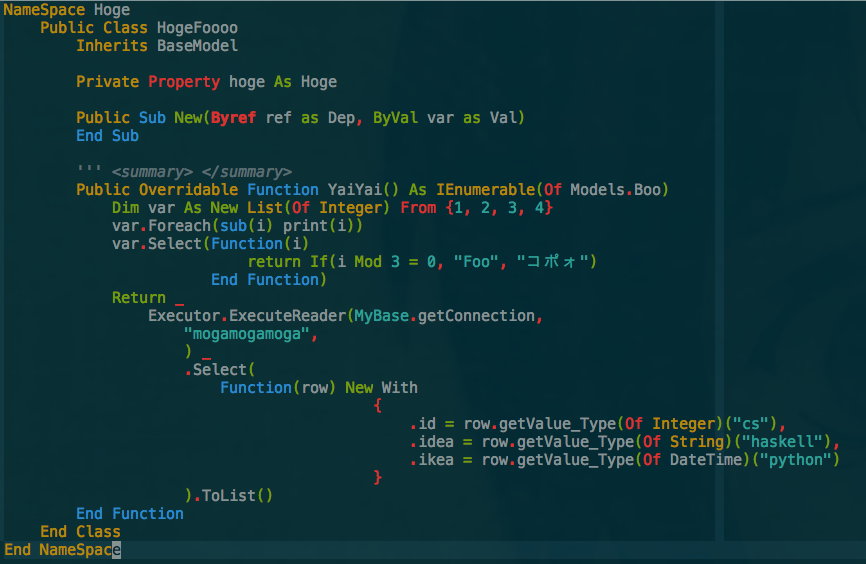 NameSpace Hoge
    Public Class HogeFoooo
        Inherits BaseModel

        Private Property hoge As Hoge

        Public Sub New(Byref ref as Dep, ByVal var as Val)
        End Sub

        ''' <summary> </summary>
        Public Overridable Function YaiYai() As IEnumerable(Of Models.Boo)
            Dim var As New List(Of Integer) From {1, 2, 3, 4}
            var.Foreach(sub(i) print(i))
            var.Select(Function(i)
                           return If(i Mod 3 = 0, "Foo", "コポォ")
                       End Function)
            Return _
                Executor.ExecuteReader(MyBase.getConnection,
                    "mogamogamoga",
                    ) _
                    .Select(
                        Function(row) New With
                                         {
                                             .id = row.getValue_Type(Of Integer)("cs"),
                                             .idea = row.getValue_Type(Of String)("haskell"),
                                             .ikea = row.getValue_Type(Of DateTime)("python")
                                         }
                    ).ToList()
        End Function
    End Class
End NameSpace